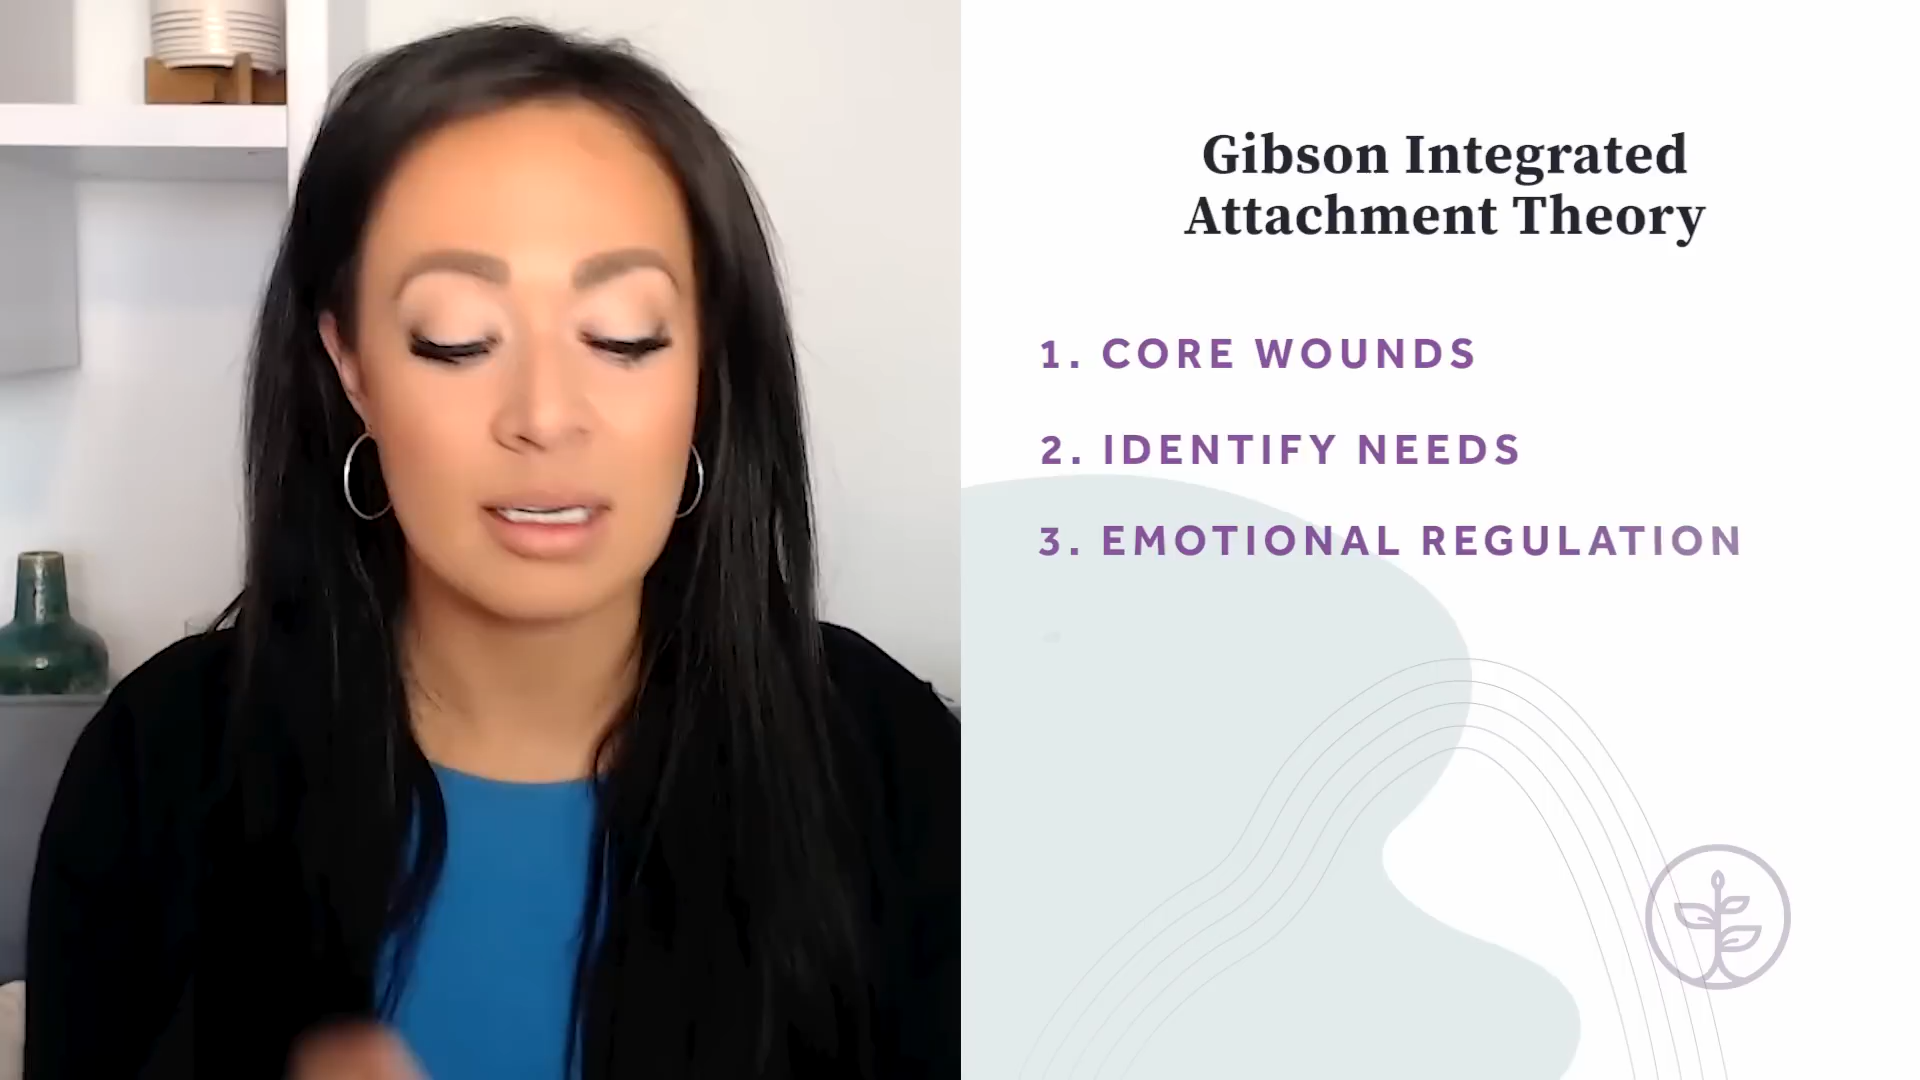 Gibson Integrated
Attachment Theory
1. CORE WOUNDS
2. IDENTIFY NEEDS
3. EMOTIONAL REGULATION